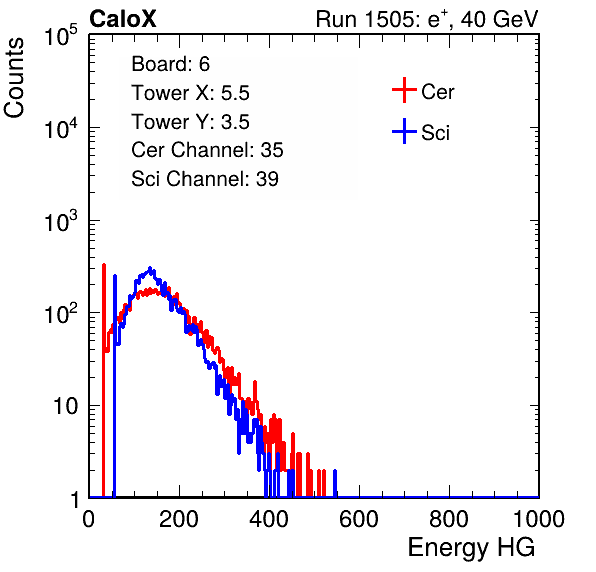 CaloX Run 1505: e⁺, 40 GeV
Counts
10⁵
10⁴
10³
10²
10
1
Board: 6
Tower X: 5.5
Tower Y: 3.5
Cer Channel: 35
Sci Channel: 39
Cer
Sci
0 200 400 600 800 1000
Energy HG